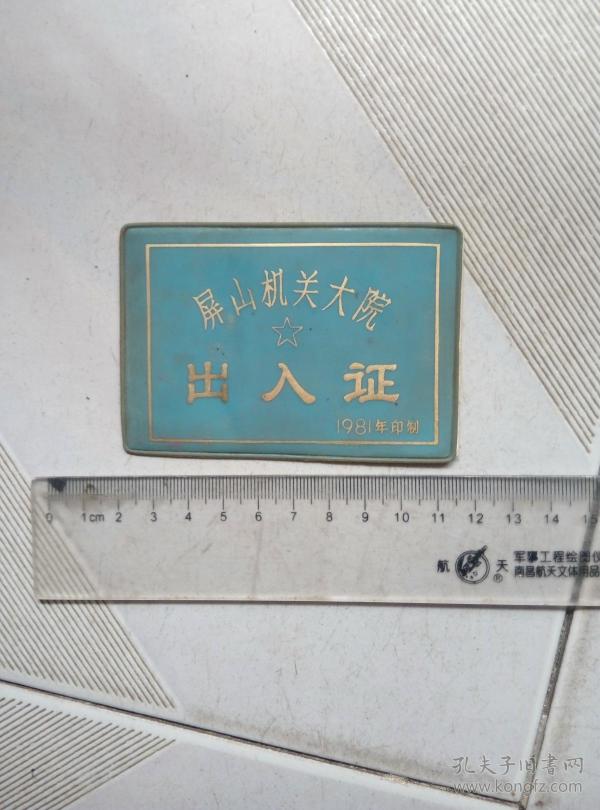 屏山机关大院
出入证
1981年印制
0 1cm 2 3 4 5 6 7 8 9 10 11 12 13 14 15
航天®
军事工程绘图仪
南昌航天文体用品
孔夫子旧书网
www.kongfz.com